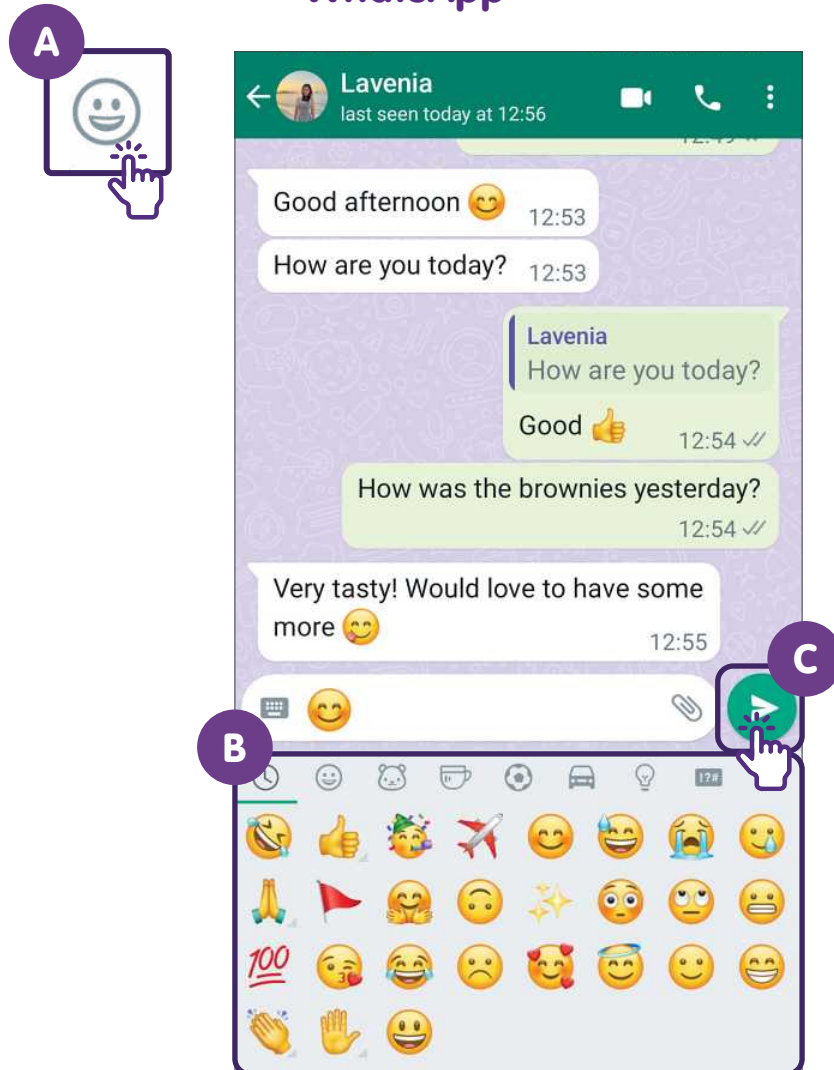 A
Lavenia
last seen today at 12:56
Good afternoon 😊 12:53
How are you today? 12:53
Lavenia
How are you today?
Good 👍 12:54
How was the brownies yesterday?
12:54
Very tasty! Would love to have some
more 😋 12:55
C
😊
B
!?#